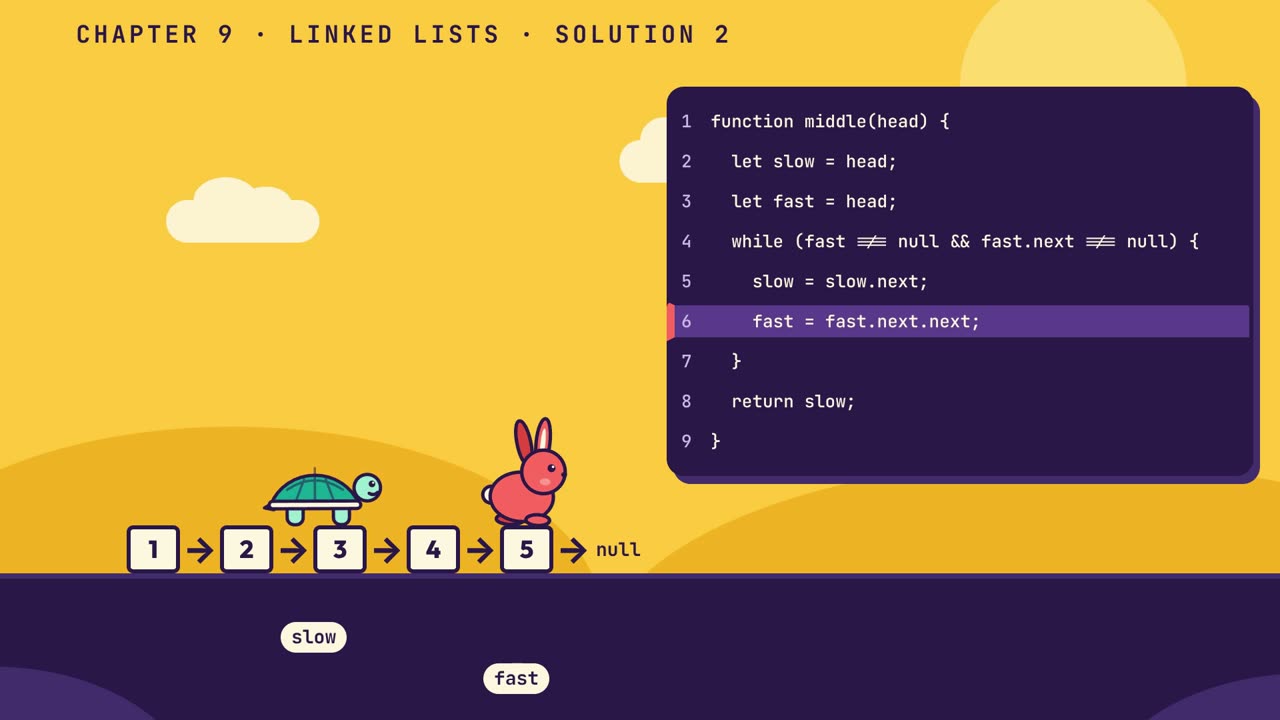 CHAPTER 9 · LINKED LISTS · SOLUTION 2
1 function middle(head) {
2 let slow = head;
3 let fast = head;
4 while (fast !== null && fast.next !== null) {
5 slow = slow.next;
6 fast = fast.next.next;
7 }
8 return slow;
9 }
1 → 2 → 3 → 4 → 5 → null
slow
fast